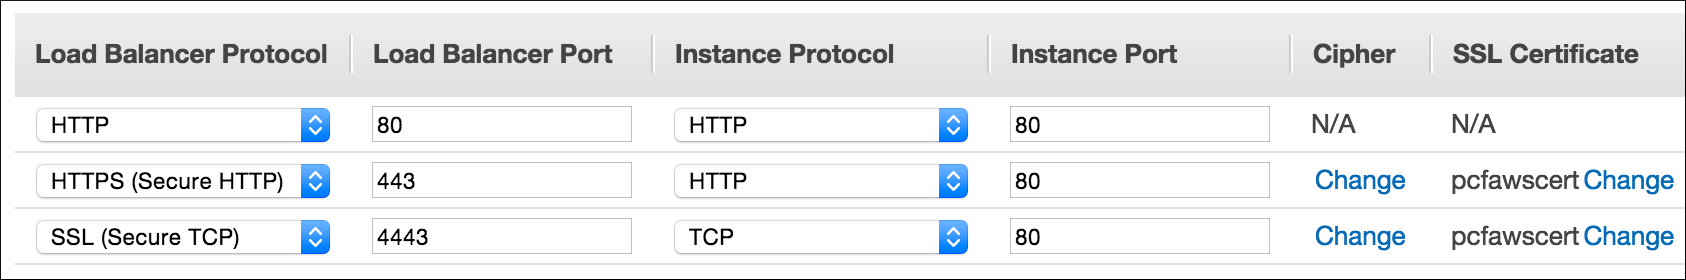 Load Balancer Protocol Load Balancer Port Instance Protocol Instance Port Cipher SSL Certificate
HTTP 80 HTTP 80 N/A N/A
HTTPS (Secure HTTP) 443 HTTP 80 Change pcfawscert Change
SSL (Secure TCP) 4443 TCP 80 Change pcfawscert Change